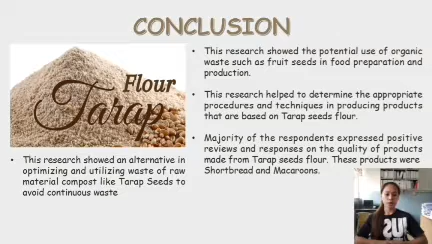 CONCLUSION
Flour
Tarap
• This research showed an alternative in
optimizing and utilizing waste of raw
material compost like Tarap Seeds to
avoid continuous waste
• This research showed the potential use of organic
waste such as fruit seeds in food preparation and
production.
• This research helped to determine the appropriate
procedures and techniques in producing products
that are based on Tarap seeds flour.
• Majority of the respondents expressed positive
reviews and responses on the quality of products
made from Tarap seeds flour. These products were
Shortbread and Macaroons.